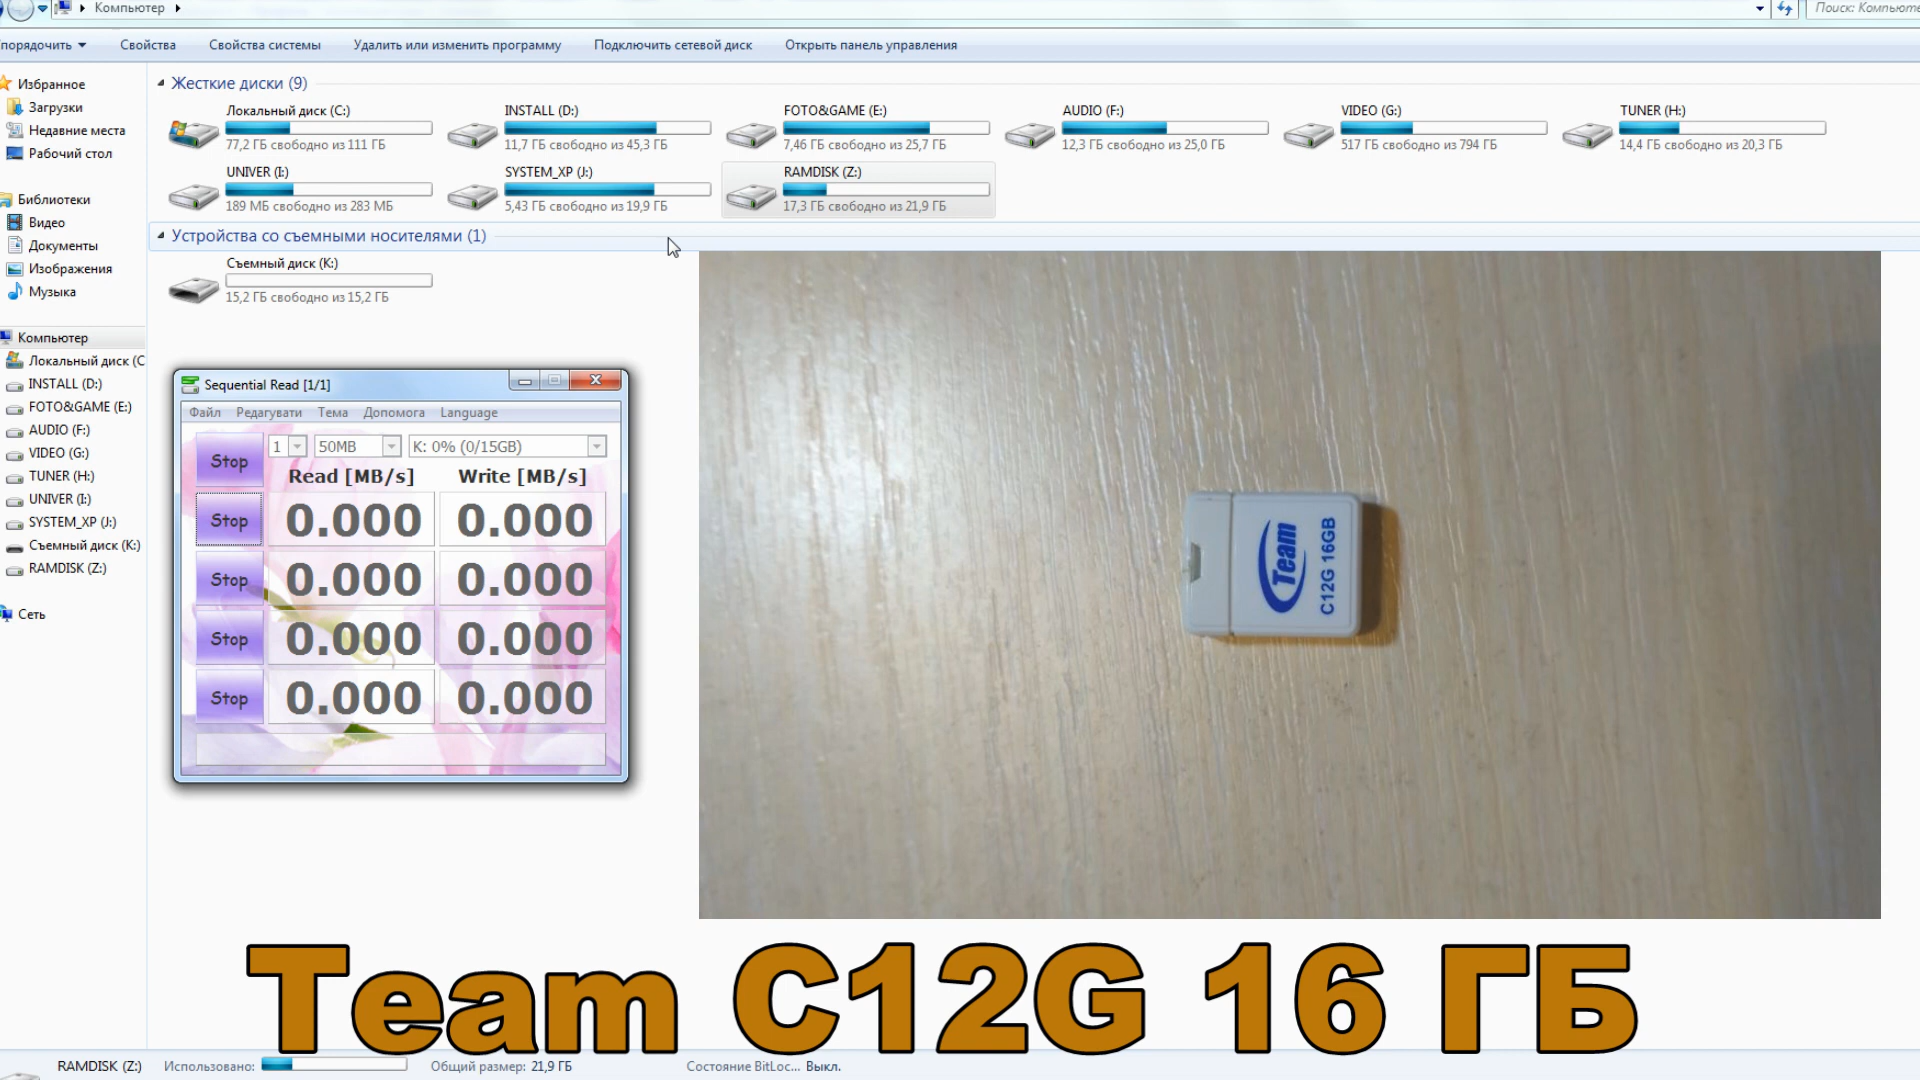 Компьютер
Поиск: Компьюте
порядочить
Свойства
Свойства системы
Удалить или изменить программу
Подключить сетевой диск
Открыть панель управления
Избранное
Загрузки
Недавние места
Рабочий стол
Библиотеки
Видео
Документы
Изображения
Музыка
Компьютер
Локальный диск (C
INSTALL (D:)
FOTO&GAME (E:)
AUDIO (F:)
VIDEO (G:)
TUNER (H:)
UNIVER (I:)
SYSTEM_XP (J:)
Съемный диск (K:)
RAMDISK (Z:)
Сеть
Жесткие диски (9)
Локальный диск (C:)
77,2 ГБ свободно из 111 ГБ
INSTALL (D:)
11,7 ГБ свободно из 45,3 ГБ
FOTO&GAME (E:)
7,46 ГБ свободно из 25,7 ГБ
AUDIO (F:)
12,3 ГБ свободно из 25,0 ГБ
VIDEO (G:)
517 ГБ свободно из 794 ГБ
TUNER (H:)
14,4 ГБ свободно из 20,3 ГБ
UNIVER (I:)
189 МБ свободно из 283 МБ
SYSTEM_XP (J:)
5,43 ГБ свободно из 19,9 ГБ
RAMDISK (Z:)
17,3 ГБ свободно из 21,9 ГБ
Устройства со съемными носителями (1)
Съемный диск (K:)
15,2 ГБ свободно из 15,2 ГБ
Sequential Read [1/1]
Файл Редагувати Тема Допомога Language
Stop 1 50MB K: 0% (0/15GB)
Read [MB/s] Write [MB/s]
Stop 0.000 0.000
Stop 0.000 0.000
Stop 0.000 0.000
Stop 0.000 0.000
Team
C12G 16GB
Team C12G 16 ГБ
RAMDISK (Z:) Использовано: Общий размер: 21,9 ГБ Состояние BitLoc... Выкл.